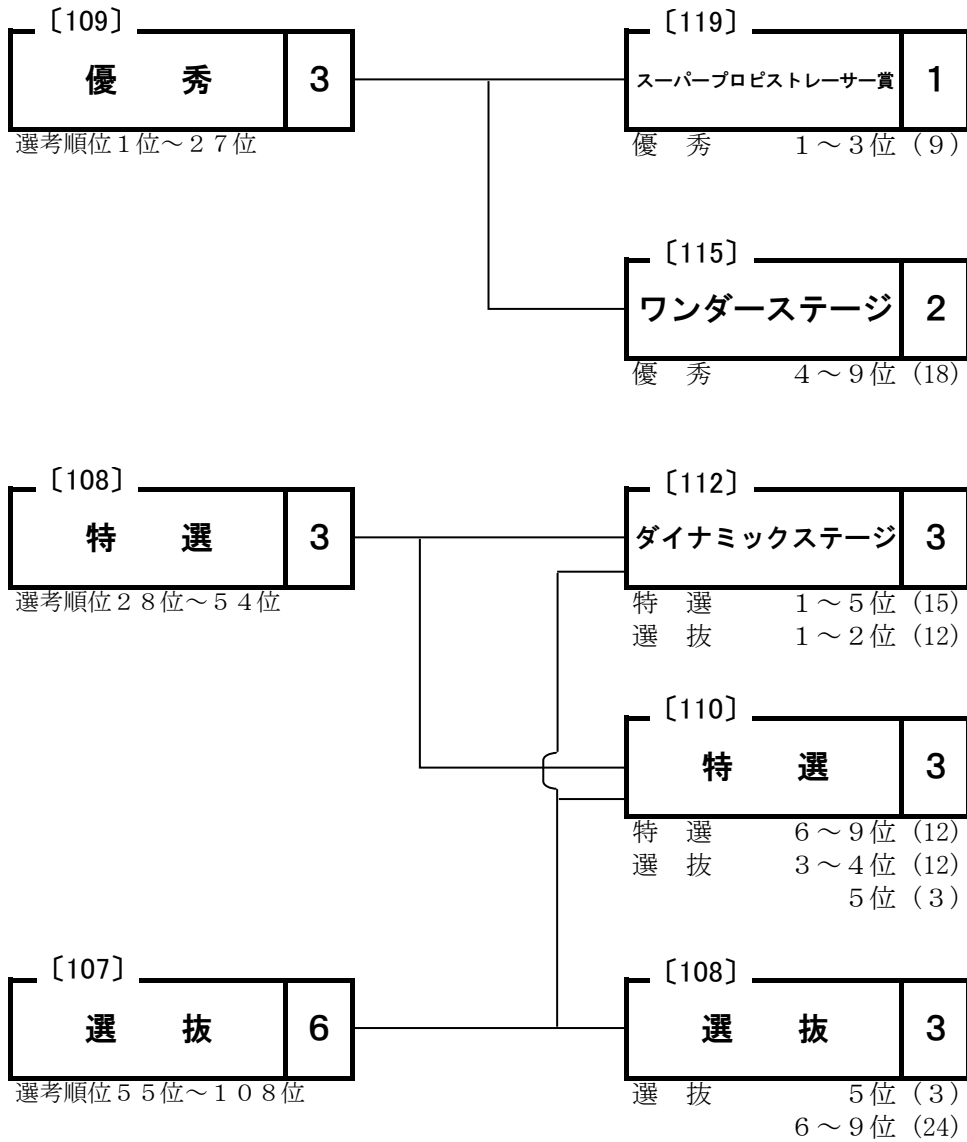 〔109〕
優　秀 3
選考順位１位～２７位
〔119〕
スーパープロピストレーサー賞 1
優　秀　１～３位（９）
〔115〕
ワンダーステージ 2
優　秀　４～９位（18）
〔108〕
特　選 3
選考順位２８位～５４位
〔112〕
ダイナミックステージ 3
特　選　１～５位（15）
選　抜　１～２位（12）
〔110〕
特　選 3
特　選　６～９位（12）
選　抜　３～４位（12）
５位（３）
〔107〕
選　抜 6
選考順位５５位～１０８位
〔108〕
選　抜 3
選　抜　５位（３）
６～９位（24）